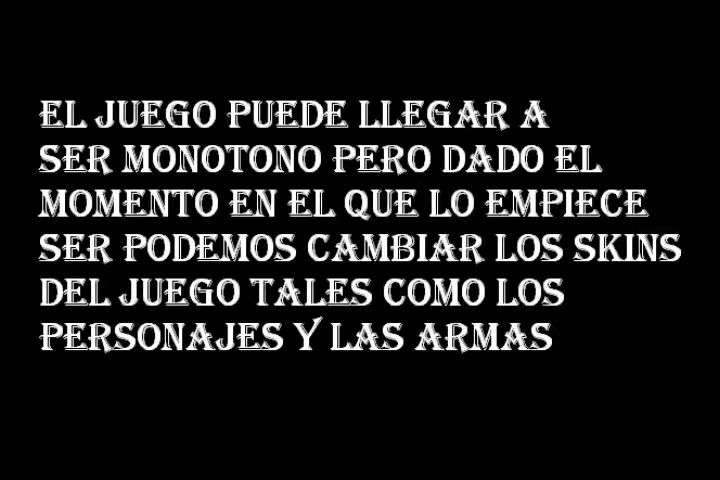 EL JUEGO PUEDE LLEGAR A
SER MONOTONO PERO DADO EL
MOMENTO EN EL QUE LO EMPIECE
SER PODEMOS CAMBIAR LOS SKINS
DEL JUEGO TALES COMO LOS
PERSONAJES Y LAS ARMAS